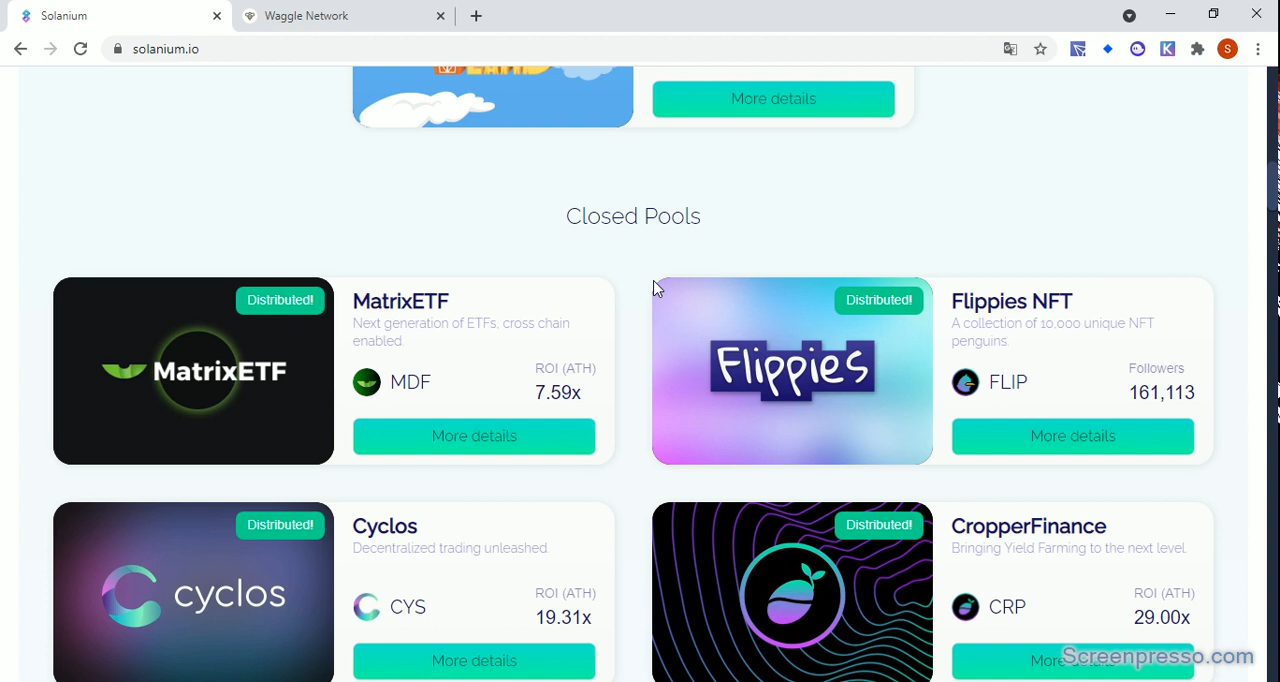 Solanium
Waggle Network
solanium.io
S
K
More details
Closed Pools
Distributed!
MatrixETF
MatrixETF
Next generation of ETFs, cross chain
enabled.
ROI (ATH)
MDF
7.59x
More details
Distributed!
Flippies
Flippies NFT
A collection of 10,000 unique NFT
penguins.
Followers
FLIP
161,113
More details
Distributed!
cyclos
Cyclos
Decentralized trading unleashed.
ROI (ATH)
CYS
19.31x
More details
Distributed!
CropperFinance
Bringing Yield Farming to the next level.
ROI (ATH)
CRP
29.00x
Screenpresso.com